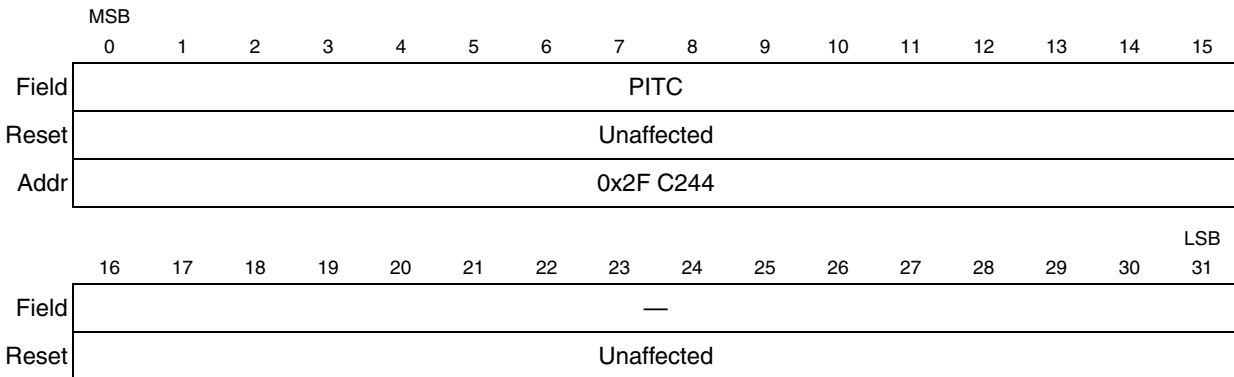 MSB
0 1 2 3 4 5 6 7 8 9 10 11 12 13 14 15
Field PITC
Reset Unaffected
Addr 0x2F C244
LSB
16 17 18 19 20 21 22 23 24 25 26 27 28 29 30 31
Field —
Reset Unaffected